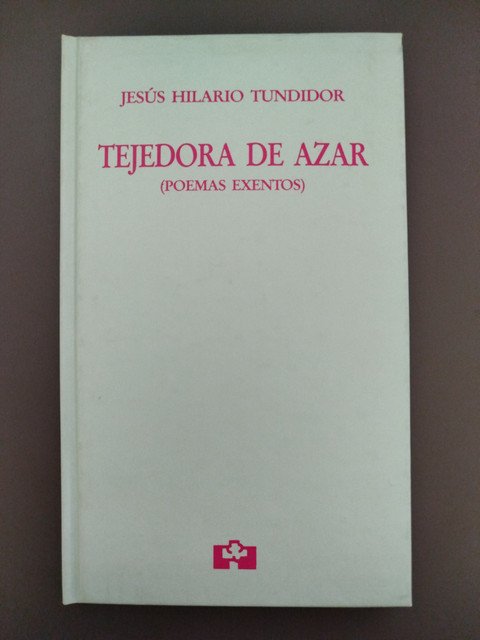 JESÚS HILARIO TUNDIDOR
TEJEDORA DE AZAR
(POEMAS EXENTOS)